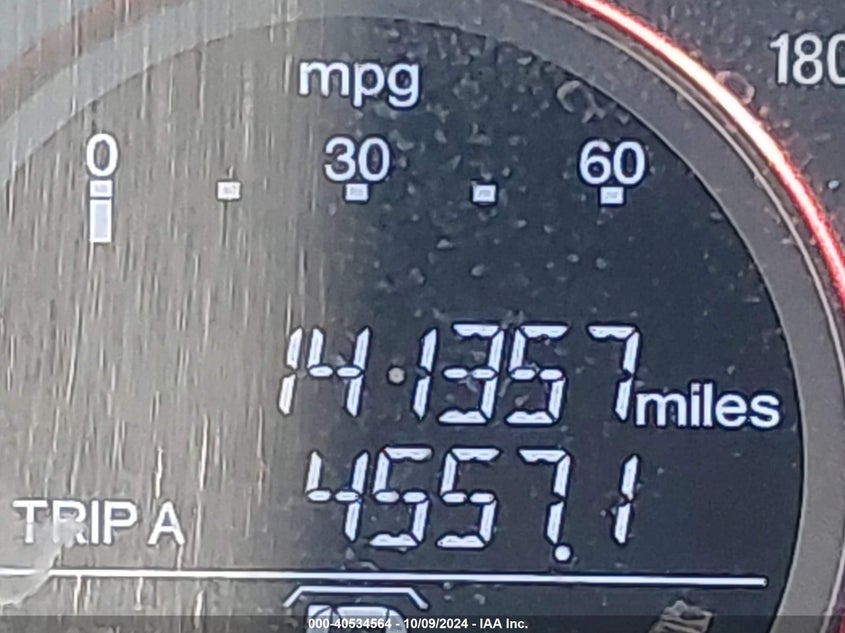 180
mpg
0 30 60
141357 miles
TRIP A 4557.1
000-40534564 - 10/09/2024 - IAA Inc.